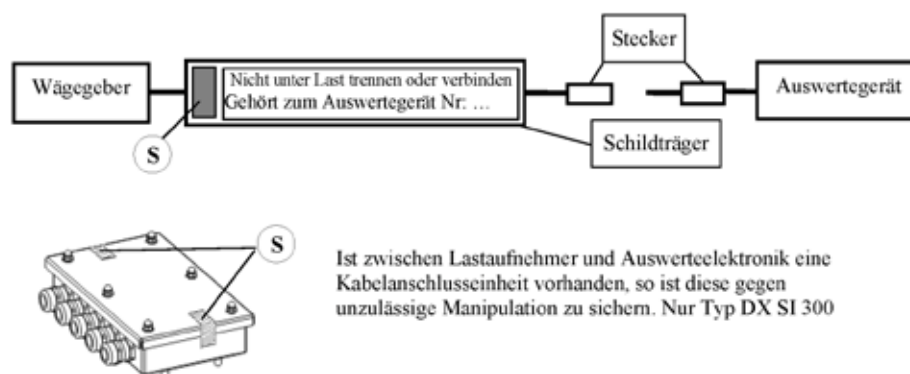 Stecker
Wägegeber
Nicht unter Last trennen oder verbinden
Gehört zum Auswertegerät Nr: …
Auswertegerät
S
Schildträger
S
Ist zwischen Lastaufnehmer und Auswerteelektronik eine
Kabelanschlusseinheit vorhanden, so ist diese gegen
unzulässige Manipulation zu sichern. Nur Typ DX SI 300